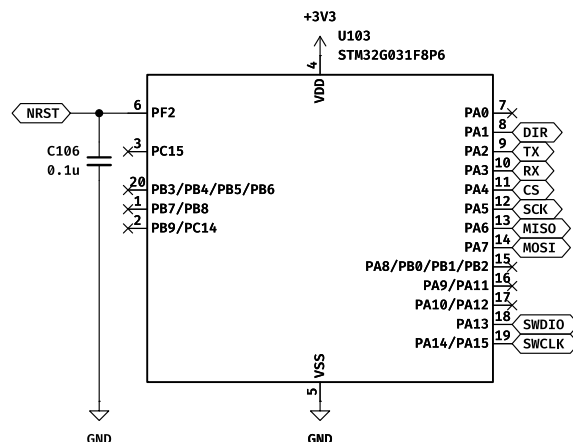 +3V3
U103
STM32G031F8P6
4
VDD
NRST
6
PF2
PA0
7
PA1
8
DIR
C106
0.1u
3
PC15
PA2
9
TX
PA3
10
RX
20
PB3/PB4/PB5/PB6
PA4
11
CS
1
PB7/PB8
PA5
12
SCK
2
PB9/PC14
PA6
13
MISO
PA7
14
MOSI
PA8/PB0/PB1/PB2
15
PA9/PA11
16
PA10/PA12
17
PA13
18
SWDIO
PA14/PA15
19
SWCLK
VSS
5
GND
GND